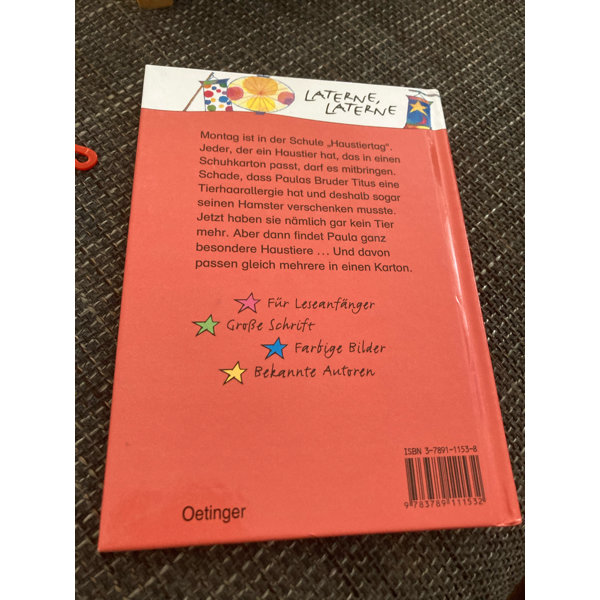 LATERNE,
LATERNE
Montag ist in der Schule „Haustiertag“.
Jeder, der ein Haustier hat, das in einen
Schuhkarton passt, darf es mitbringen.
Schade, dass Paulas Bruder Titus eine
Tierhaarallergie hat und deshalb sogar
seinen Hamster verschenken musste.
Jetzt haben sie nämlich gar kein Tier
mehr. Aber dann findet Paula ganz
besondere Haustiere ... Und davon
passen gleich mehrere in einen Karton.
Für Leseanfänger
Große Schrift
Farbige Bilder
Bekannte Autoren
ISBN 3-7891-1153-8
9 783789 111532
Oetinger